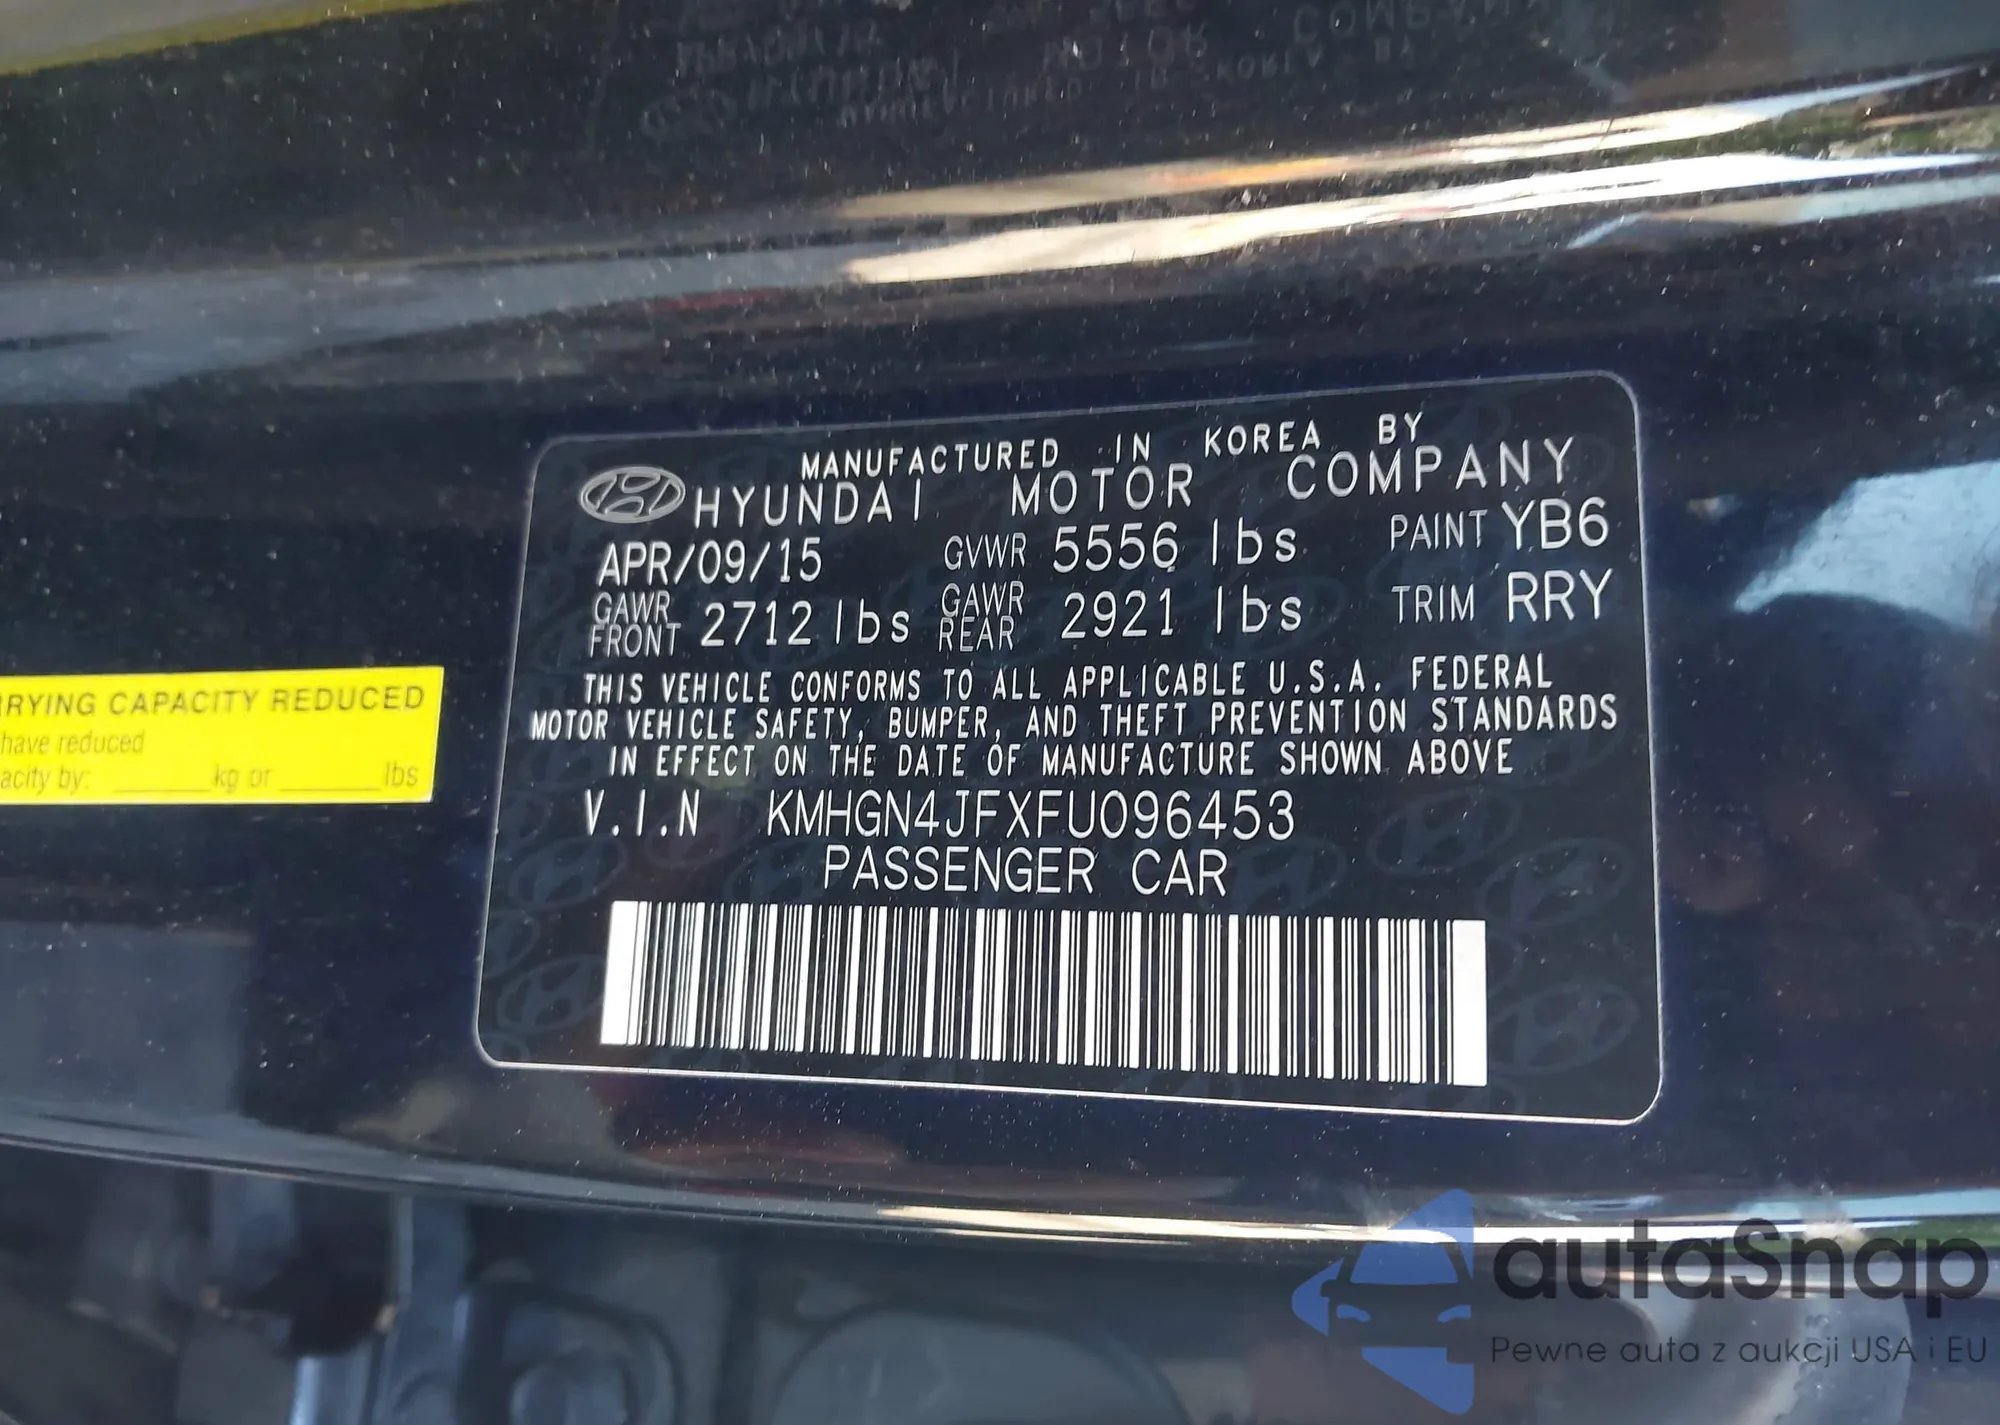 MANUFACTURED IN KOREA BY
HYUNDAI MOTOR COMPANY
APR/09/15 GVWR 5556 lbs PAINT YB6
GAWR FRONT 2712 lbs GAWR REAR 2921 lbs TRIM RRY
THIS VEHICLE CONFORMS TO ALL APPLICABLE U.S.A. FEDERAL
MOTOR VEHICLE SAFETY, BUMPER, AND THEFT PREVENTION STANDARDS
IN EFFECT ON THE DATE OF MANUFACTURE SHOWN ABOVE
V.I.N KMHGN4JFXFU096453
PASSENGER CAR
RRYING CAPACITY REDUCED
have reduced
acity by: ______kg or ______lbs
autaSnap
Pewne auta z aukcji USA i EU